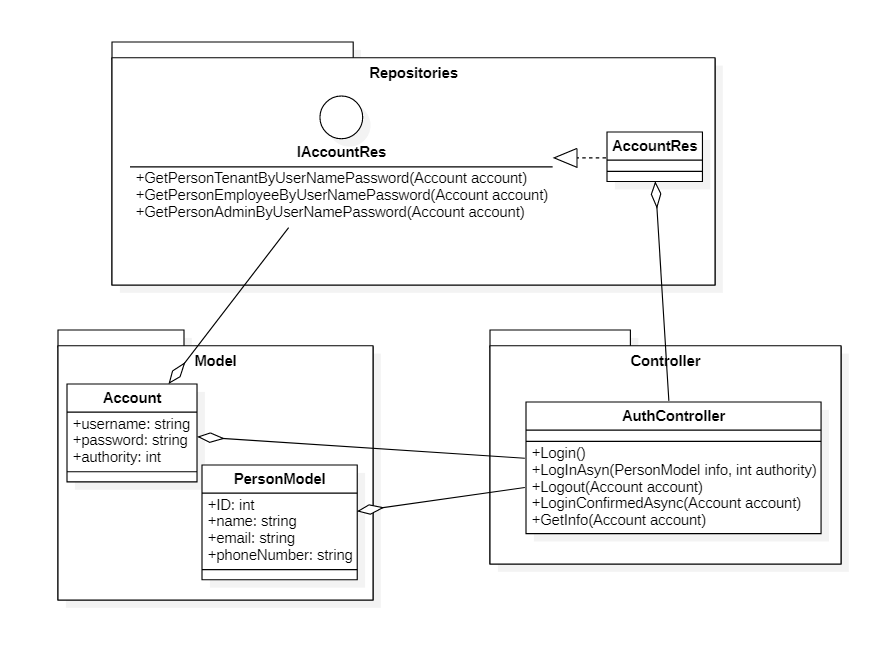 Repositories
IAccountRes
+GetPersonTenantByUserNamePassword(Account account)
+GetPersonEmployeeByUserNamePassword(Account account)
+GetPersonAdminByUserNamePassword(Account account)
AccountRes
Model
Account
+username: string
+password: string
+authority: int
PersonModel
+ID: int
+name: string
+email: string
+phoneNumber: string
Controller
AuthController
+Login()
+LogInAsyn(PersonModel info, int authority)
+Logout(Account account)
+LoginConfirmedAsync(Account account)
+GetInfo(Account account)